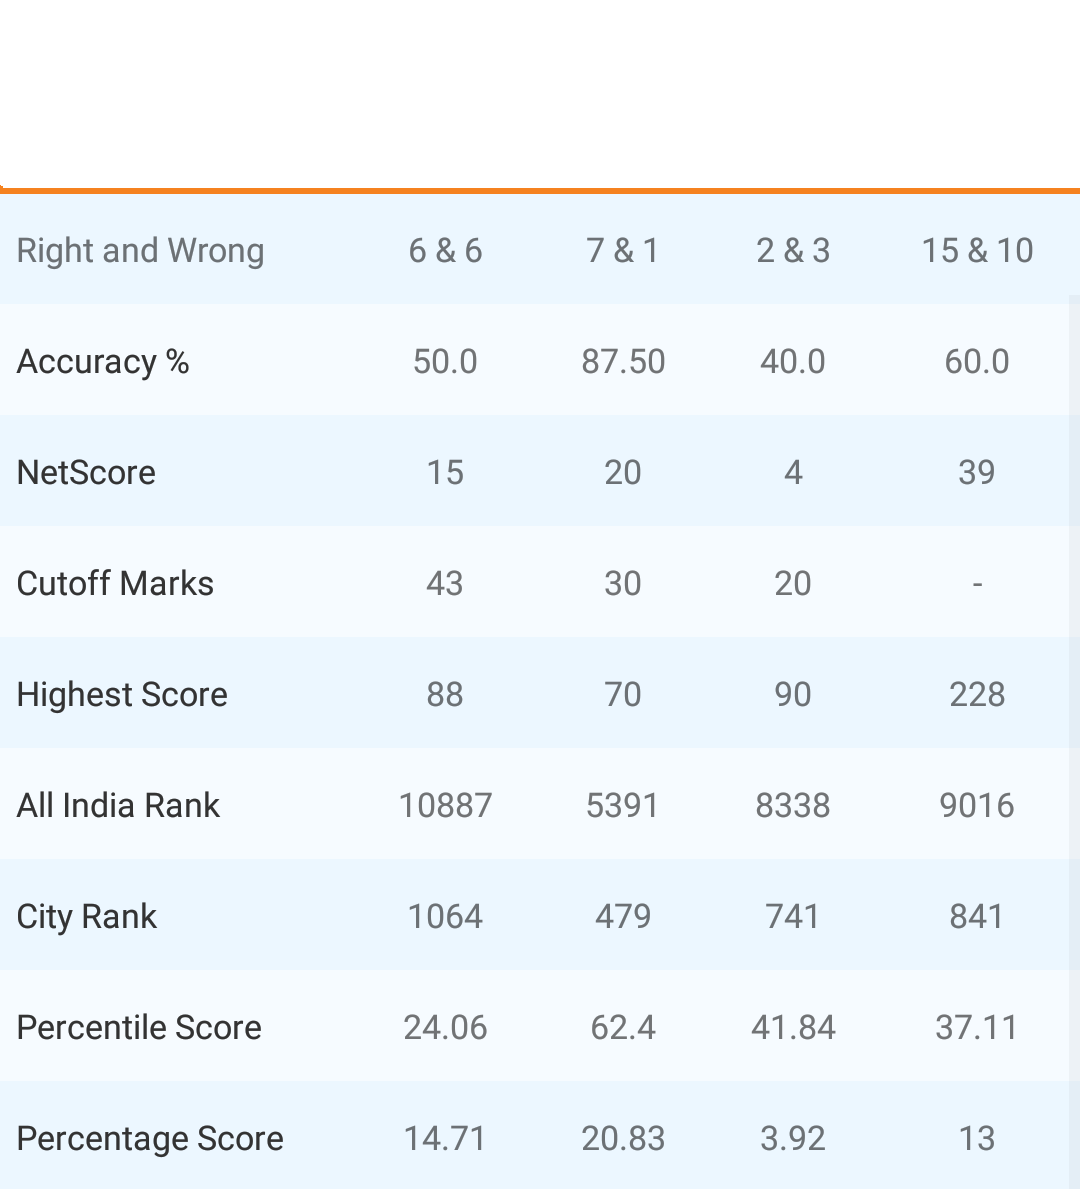 Right and Wrong 6 & 6 7 & 1 2 & 3 15 & 10
Accuracy % 50.0 87.50 40.0 60.0
NetScore 15 20 4 39
Cutoff Marks 43 30 20 -
Highest Score 88 70 90 228
All India Rank 10887 5391 8338 9016
City Rank 1064 479 741 841
Percentile Score 24.06 62.4 41.84 37.11
Percentage Score 14.71 20.83 3.92 13